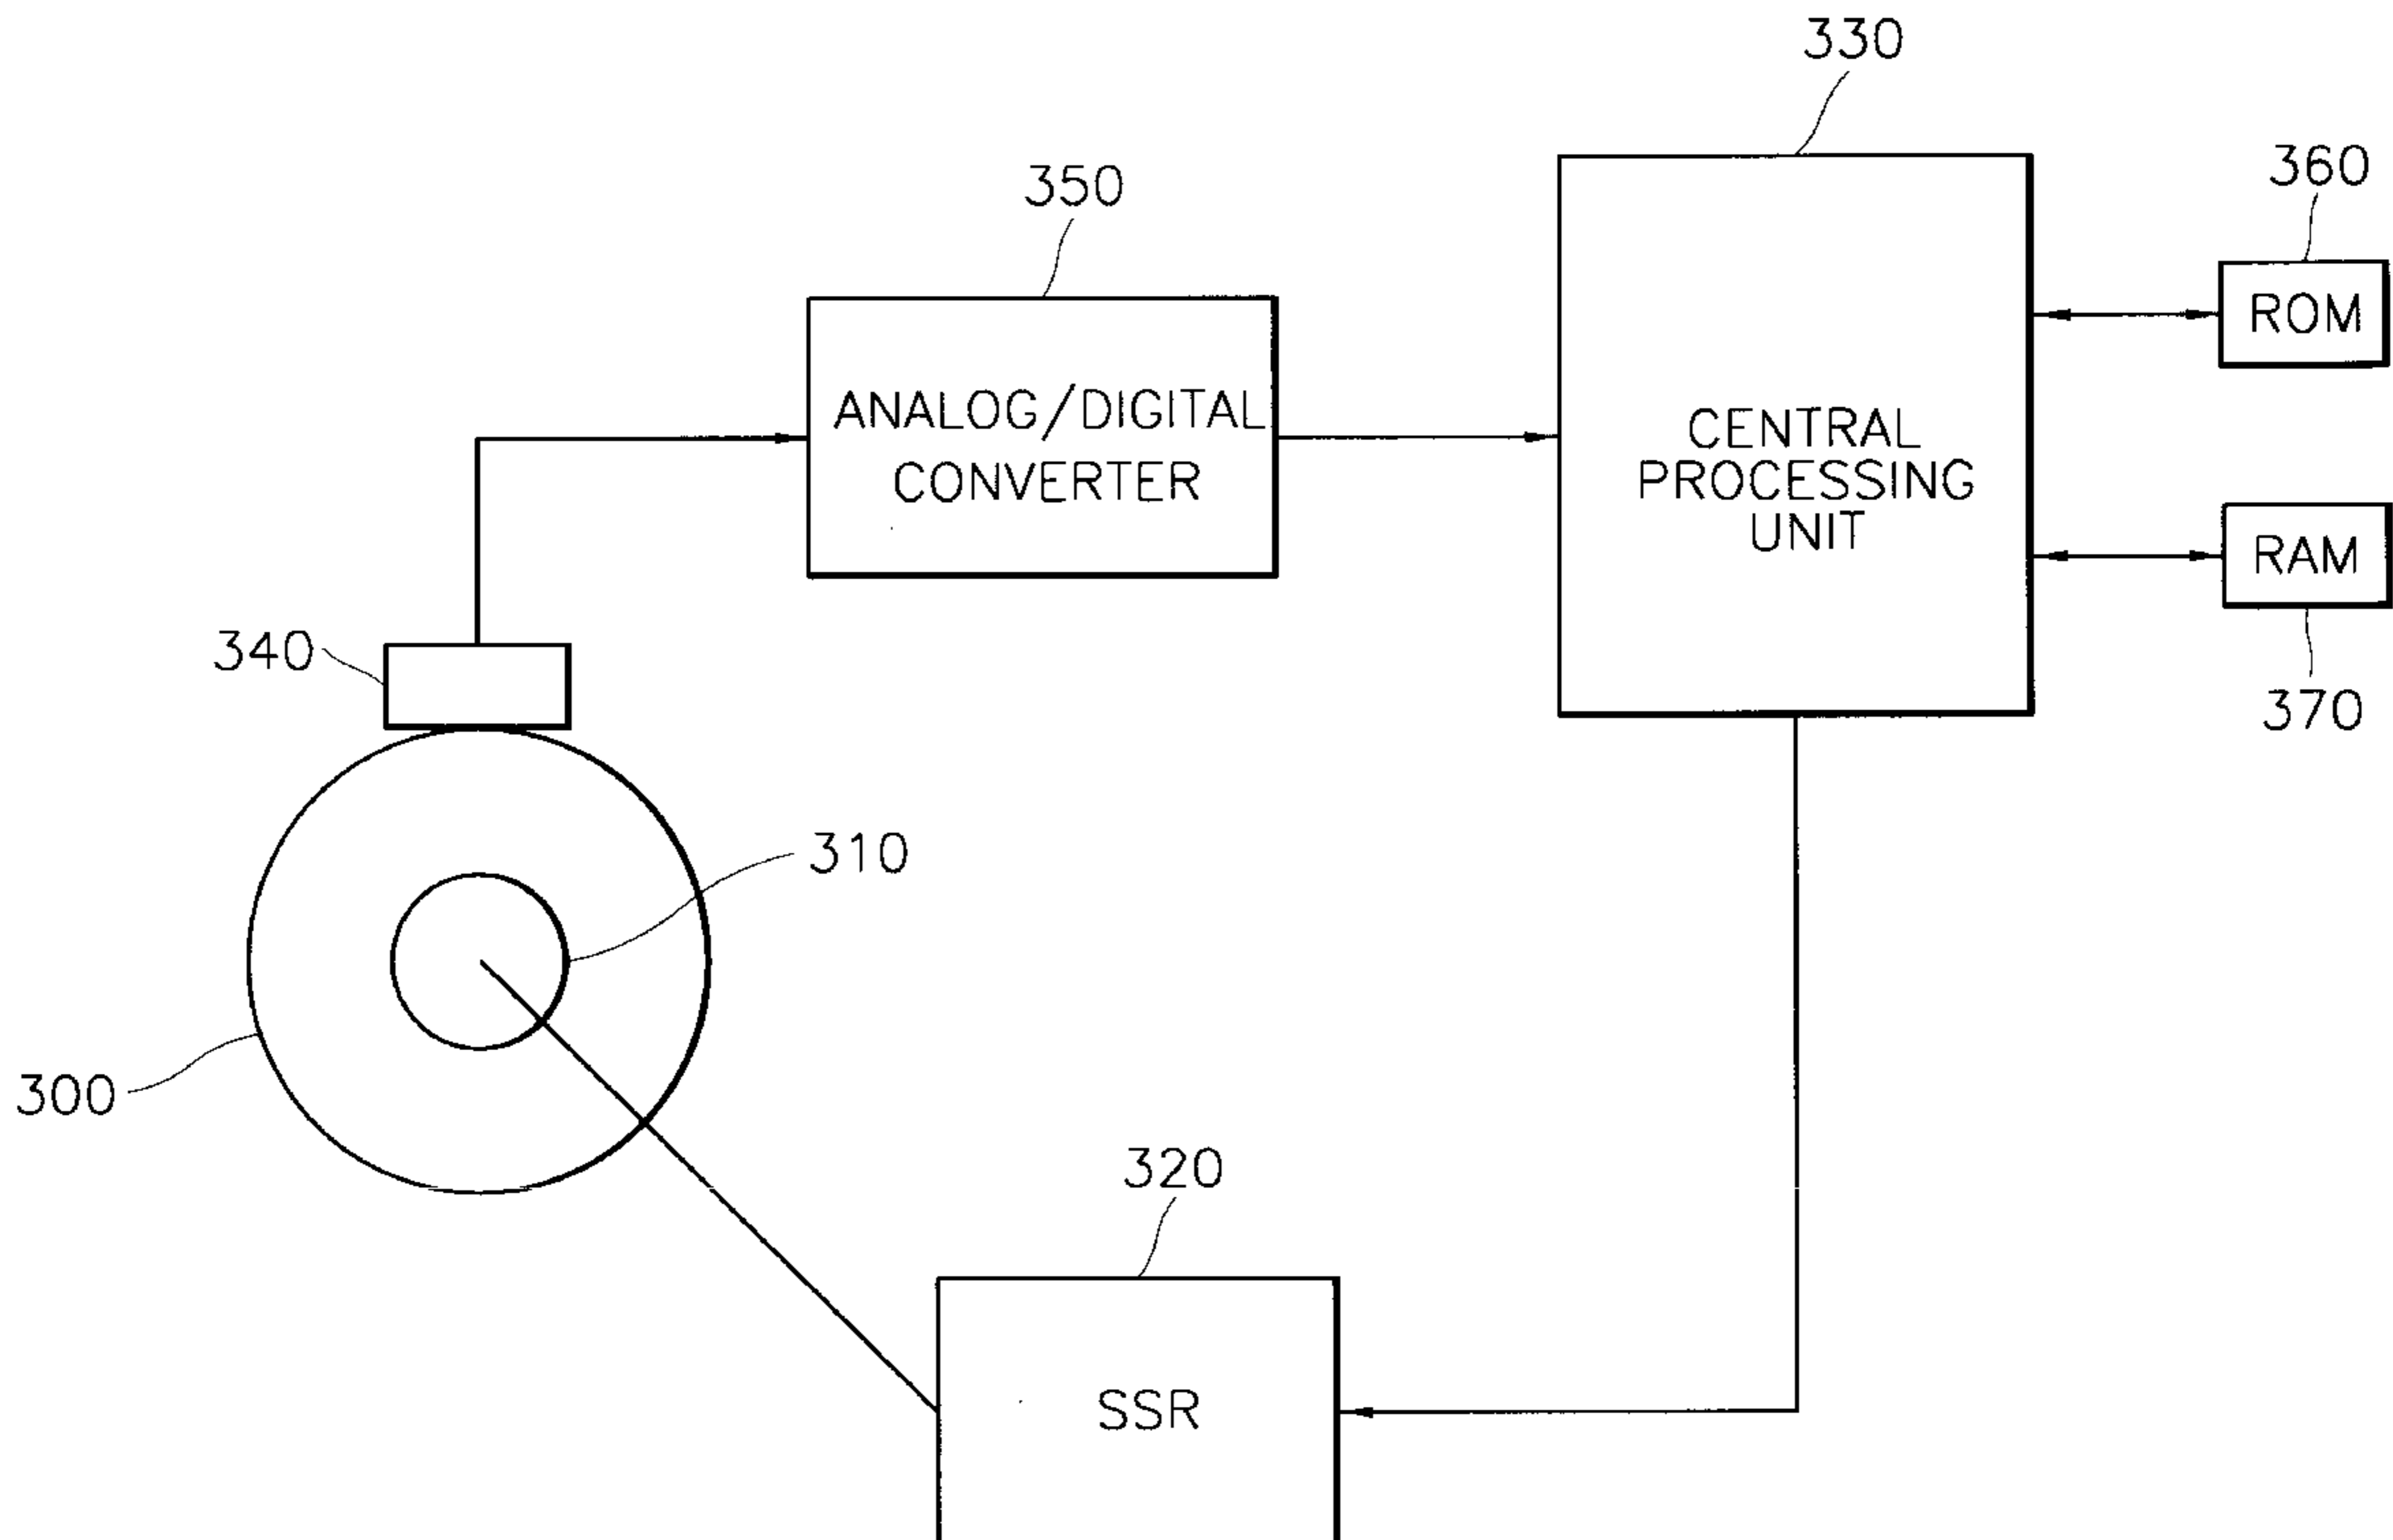 330
360
350
ROM
ANALOG/DIGITAL
CONVERTER
CENTRAL
PROCESSING
UNIT
RAM
340
370
310
300
320
SSR